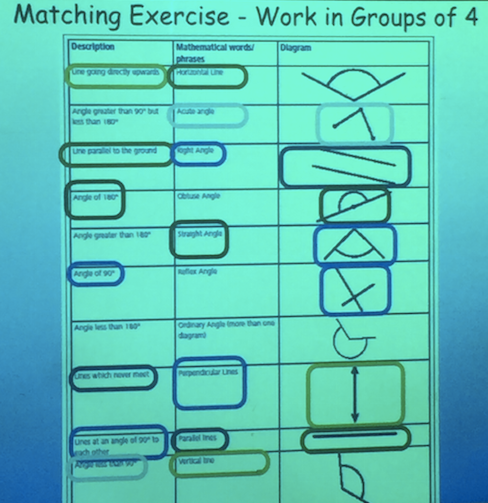 Matching Exercise - Work in Groups of 4
Description Mathematical words/ Diagram
phrases
Line going directly upwards Horizontal Line
Angle greater than 90° but Acute angle
less than 180°
Line parallel to the ground Right Angle
Angle of 180° Obtuse Angle
Angle greater than 180° Straight Angle
Angle of 90° Reflex Angle
Angle less than 180° Ordinary Angle (more than one
diagram)
Lines which never meet Perpendicular Lines
Lines at an angle of 90° to Parallel lines
each other
Angle less than 90° Vertical line